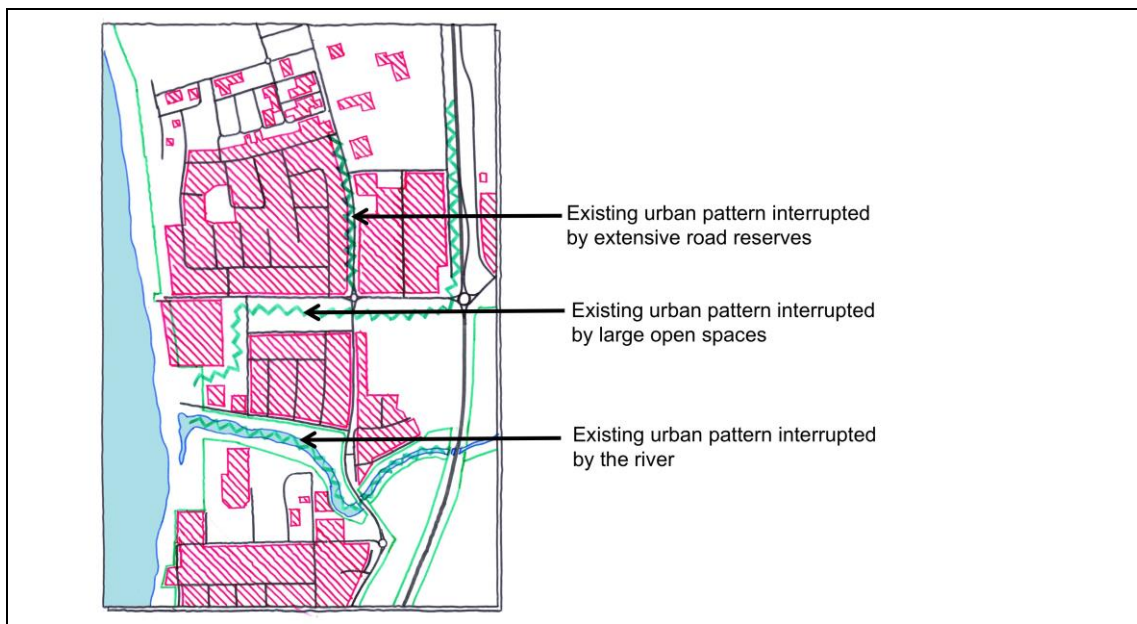 Existing urban pattern interrupted
by extensive road reserves
Existing urban pattern interrupted
by large open spaces
Existing urban pattern interrupted
by the river